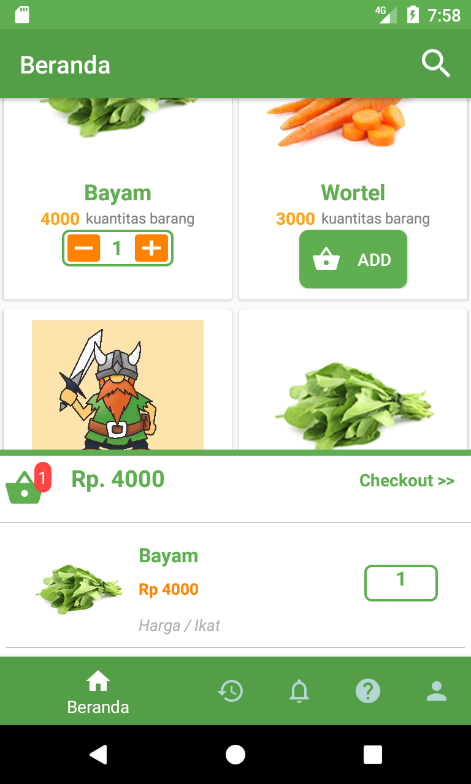 4G 7:58
Beranda
Bayam
4000 kuantitas barang
1
Wortel
3000 kuantitas barang
ADD
1
Rp. 4000
Checkout >>
Bayam
Rp 4000
Harga / Ikat
1
Beranda